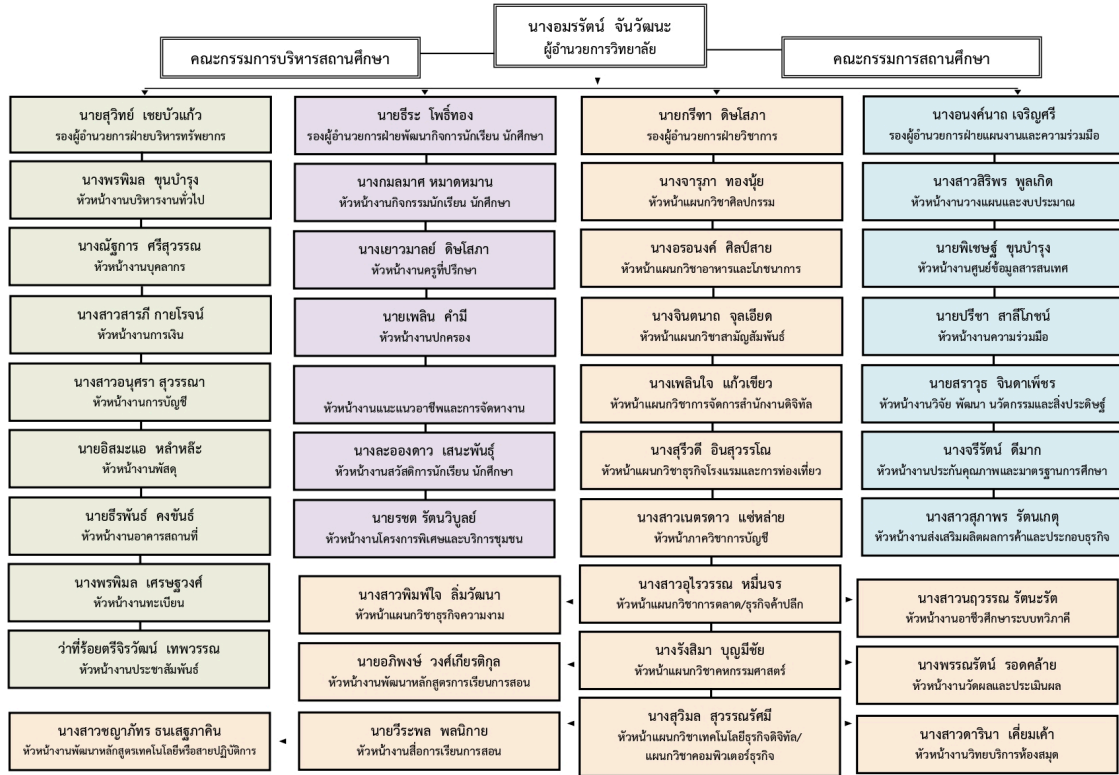 นางอมรรัตน์ จันวัฒนะ
ผู้อำนวยการวิทยาลัย
คณะกรรมการบริหารสถานศึกษา
คณะกรรมการสถานศึกษา
นายสุวิทย์ เชยบัวแก้ว
รองผู้อำนวยการฝ่ายบริหารทรัพยากร
นางพรพิมล ขุนบำรุง
หัวหน้างานบริหารงานทั่วไป
นางณัฐการ ศรีสุวรรณ
หัวหน้างานบุคลากร
นางสาวสารภี กายโรจน์
หัวหน้างานการเงิน
นางสาวอนุศรา สุวรรณา
หัวหน้างานการบัญชี
นายอิสมะแอ หลำหล๊ะ
หัวหน้างานพัสดุ
นายธีรพันธ์ คงขันธ์
หัวหน้างานอาคารสถานที่
นางพรพิมล เศรษฐวงศ์
หัวหน้างานทะเบียน
ว่าที่ร้อยตรีจิรวัฒน์ เทพวรรณ
หัวหน้างานประชาสัมพันธ์
นายธีระ โพธิ์ทอง
รองผู้อำนวยการฝ่ายพัฒนากิจการนักเรียน นักศึกษา
นางกมลมาศ หมาดหมาน
หัวหน้างานกิจกรรมนักเรียน นักศึกษา
นางเยาวมาลย์ ดิษโสภา
หัวหน้างานครูที่ปรึกษา
นายเพลิน คำมี
หัวหน้างานปกครอง
หัวหน้างานแนะแนวอาชีพและการจัดหางาน
นางละอองดาว เสนะพันธุ์
หัวหน้างานสวัสดิการนักเรียน นักศึกษา
นายรชต รัตนวิบูลย์
หัวหน้างานโครงการพิเศษและบริการชุมชน
นายกรีฑา ดิษโสภา
รองผู้อำนวยการฝ่ายวิชาการ
นางจารุภา ทองนุ้ย
หัวหน้าแผนกวิชาศิลปกรรม
นางอรอนงค์ ศิลป์สาย
หัวหน้าแผนกวิชาอาหารและโภชนาการ
นางจินตนาถ จุลเอียด
หัวหน้าแผนกวิชาสามัญสัมพันธ์
นางเพลินใจ แก้วเขียว
หัวหน้าแผนกวิชาการจัดการสำนักงานดิจิทัล
นางสุรีวดี อินสุวรรโณ
หัวหน้าแผนกวิชาธุรกิจโรงแรมและการท่องเที่ยว
นางสาวเนตรดาว แซ่หล่าย
หัวหน้าภาควิชาการบัญชี
นางสาวอุไรวรรณ หมื่นจร
หัวหน้าแผนกวิชาการตลาด/ธุรกิจค้าปลีก
นางรังสิมา บุญมีชัย
หัวหน้าแผนกวิชาคหกรรมศาสตร์
นางสุวิมล สุวรรณรัศมี
หัวหน้าแผนกวิชาเทคโนโลยีธุรกิจดิจิทัล/
แผนกวิชาคอมพิวเตอร์ธุรกิจ
นางสาวพิมพ์ใจ ลิ่มวัฒนา
หัวหน้าแผนกวิชาธุรกิจความงาม
นายอภิพงษ์ วงศ์เกียรติกุล
หัวหน้างานพัฒนาหลักสูตรการเรียนการสอน
นายวีระพล พลนิกาย
หัวหน้างานสื่อการเรียนการสอน
นางสาวชญาภัทร ธนเสฐภาคิน
หัวหน้างานพัฒนาหลักสูตรเทคโนโลยีหรือสายปฏิบัติการ
นางอนงค์นาถ เจริญศรี
รองผู้อำนวยการฝ่ายแผนงานและความร่วมมือ
นางสาวสิริพร พูลเกิด
หัวหน้างานวางแผนและงบประมาณ
นายพิเชษฐ์ ขุนบำรุง
หัวหน้างานศูนย์ข้อมูลสารสนเทศ
นายปรีชา สาลีโภชน์
หัวหน้างานความร่วมมือ
นายสราวุธ จินดาเพ็ชร
หัวหน้างานวิจัย พัฒนา นวัตกรรมและสิ่งประดิษฐ์
นางจรีรัตน์ ดีมาก
หัวหน้างานประกันคุณภาพและมาตรฐานการศึกษา
นางสาวสุภาพร รัตนเกตุ
หัวหน้างานส่งเสริมผลิตผลการค้าและประกอบธุรกิจ
นางสาวนฤวรรณ รัตนะรัต
หัวหน้างานอาชีวศึกษาระบบทวิภาคี
นางพรรณรัตน์ รอดคล้าย
หัวหน้างานวัดผลและประเมินผล
นางสาวดารินา เคี่ยมเค้า
หัวหน้างานวิทยบริการห้องสมุด